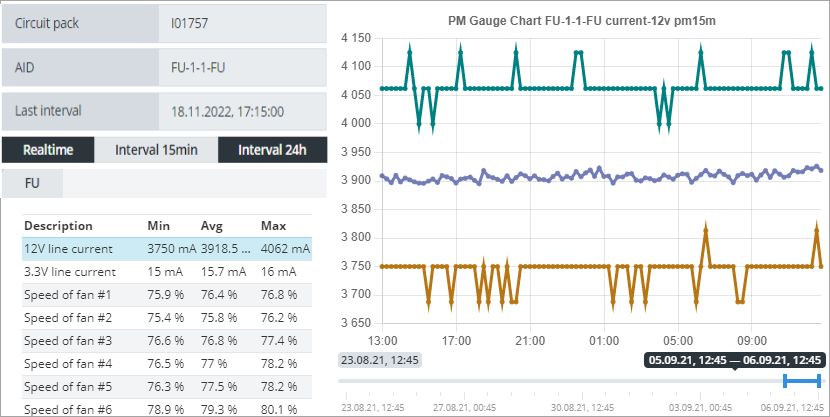 Circuit pack I01757
AID FU-1-1-FU
Last interval 18.11.2022, 17:15:00
Realtime Interval 15min Interval 24h
FU
Description Min Avg Max
12V line current 3750 mA 3918.5 ... 4062 mA
3.3V line current 15 mA 15.7 mA 16 mA
Speed of fan #1 75.9 % 76.4 % 76.8 %
Speed of fan #2 75.4 % 75.8 % 76.2 %
Speed of fan #3 76.6 % 76.8 % 77.4 %
Speed of fan #4 76.5 % 77 % 78.2 %
Speed of fan #5 76.3 % 77.5 % 78.2 %
Speed of fan #6 78.9 % 79.3 % 80.1 %
PM Gauge Chart FU-1-1-FU current-12v pm15m
4 150
4 100
4 050
4 000
3 950
3 900
3 850
3 800
3 750
3 700
3 650
13:00 17:00 21:00 01:00 05:00 09:00
23.08.21, 12:45 05.09.21, 12:45 — 06.09.21, 12:45
23.08.21, 12:45 27.08.21, 00:45 30.08.21, 12:45 03.09.21, 00:45 06.09.21, 12:45